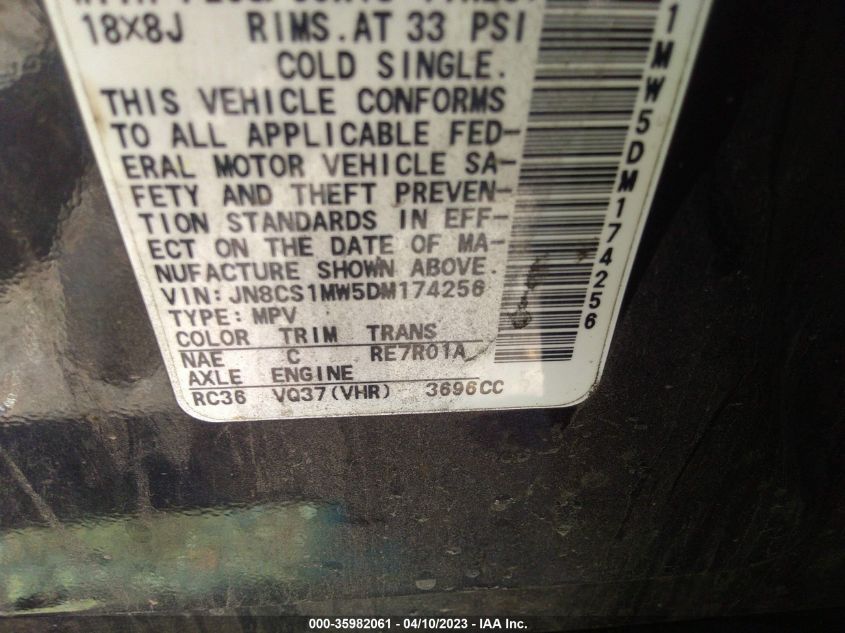 18X8J RIMS.AT 33 PSI
COLD SINGLE.
THIS VEHICLE CONFORMS
TO ALL APPLICABLE FED-
ERAL MOTOR VEHICLE SA-
FETY AND THEFT PREVEN-
TION STANDARDS IN EFF-
ECT ON THE DATE OF MA-
NUFACTURE SHOWN ABOVE.
VIN:JN8CS1MW5DM174256
TYPE:MPV
COLOR TRIM TRANS
NAE C RE7R01A
AXLE ENGINE
RC36 VQ37(VHR) 3696CC
1MW5DM174256
000-35982061 - 04/10/2023 - IAA Inc.